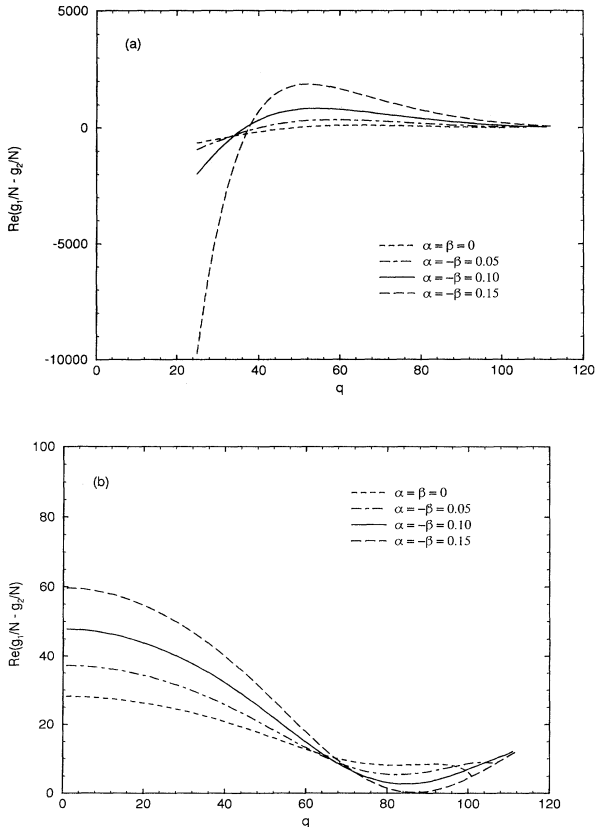 5000
(a)
0
Re(g₁/N - g₂/N)
-5000
α = β = 0
α = −β = 0.05
α = −β = 0.10
α = −β = 0.15
-10000
0 20 40 60 80 100 120
q
100
(b)
80
α = β = 0
α = −β = 0.05
α = −β = 0.10
α = −β = 0.15
60
Re(g₁/N - g₂/N)
40
20
0
0 20 40 60 80 100 120
q